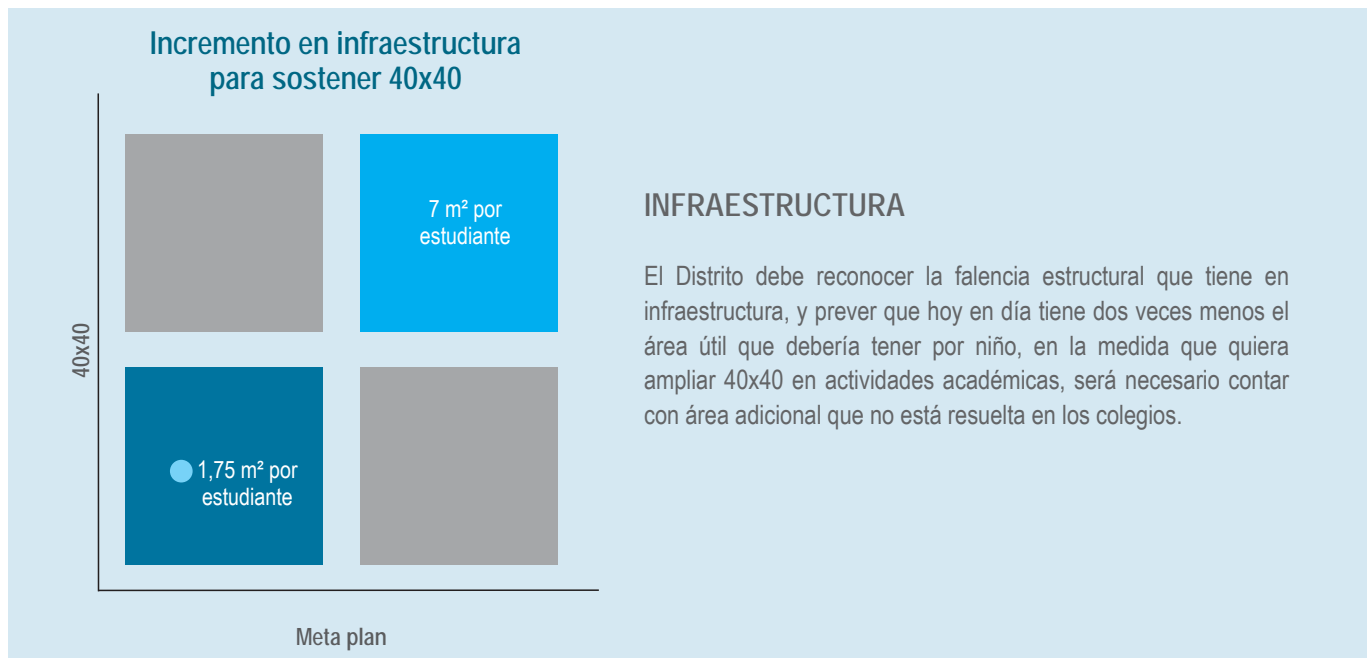 Incremento en infraestructura
para sostener 40x40
40x40
7 m² por
estudiante
1,75 m² por
estudiante
Meta plan
INFRAESTRUCTURA
El Distrito debe reconocer la falencia estructural que tiene en
infraestructura, y prever que hoy en día tiene dos veces menos el
área útil que debería tener por niño, en la medida que quiera
ampliar 40x40 en actividades académicas, será necesario contar
con área adicional que no está resuelta en los colegios.